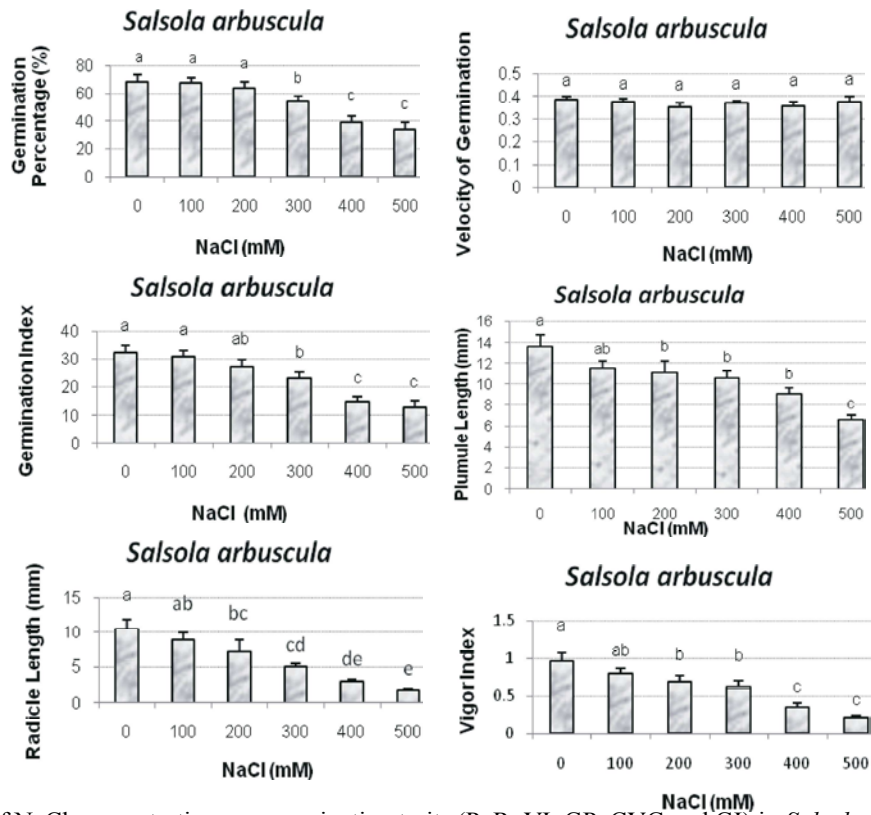 Salsola arbuscula
Germination
Percentage (%)
80
60
40
20
0
a a a b c c
0 100 200 300 400 500
NaCl (mM)
Salsola arbuscula
Velocity of Germination
0.5
0.4
0.3
0.2
0.1
0
a a a a a a
0 100 200 300 400 500
NaCl (mM)
Salsola arbuscula
Germination Index
40
30
20
10
0
a a ab b c c
0 100 200 300 400 500
NaCl (mM)
Salsola arbuscula
Plumule Length (mm)
16
14
12
10
8
6
4
2
0
a ab b b b c
0 100 200 300 400 500
NaCl (mM)
Salsola arbuscula
Radicle Length (mm)
15
10
5
0
a ab bc cd de e
0 100 200 300 400 500
NaCl (mM)
Salsola arbuscula
Vigor Index
1.5
1
0.5
0
a ab b b c c
0 100 200 300 400 500
NaCl (mM)